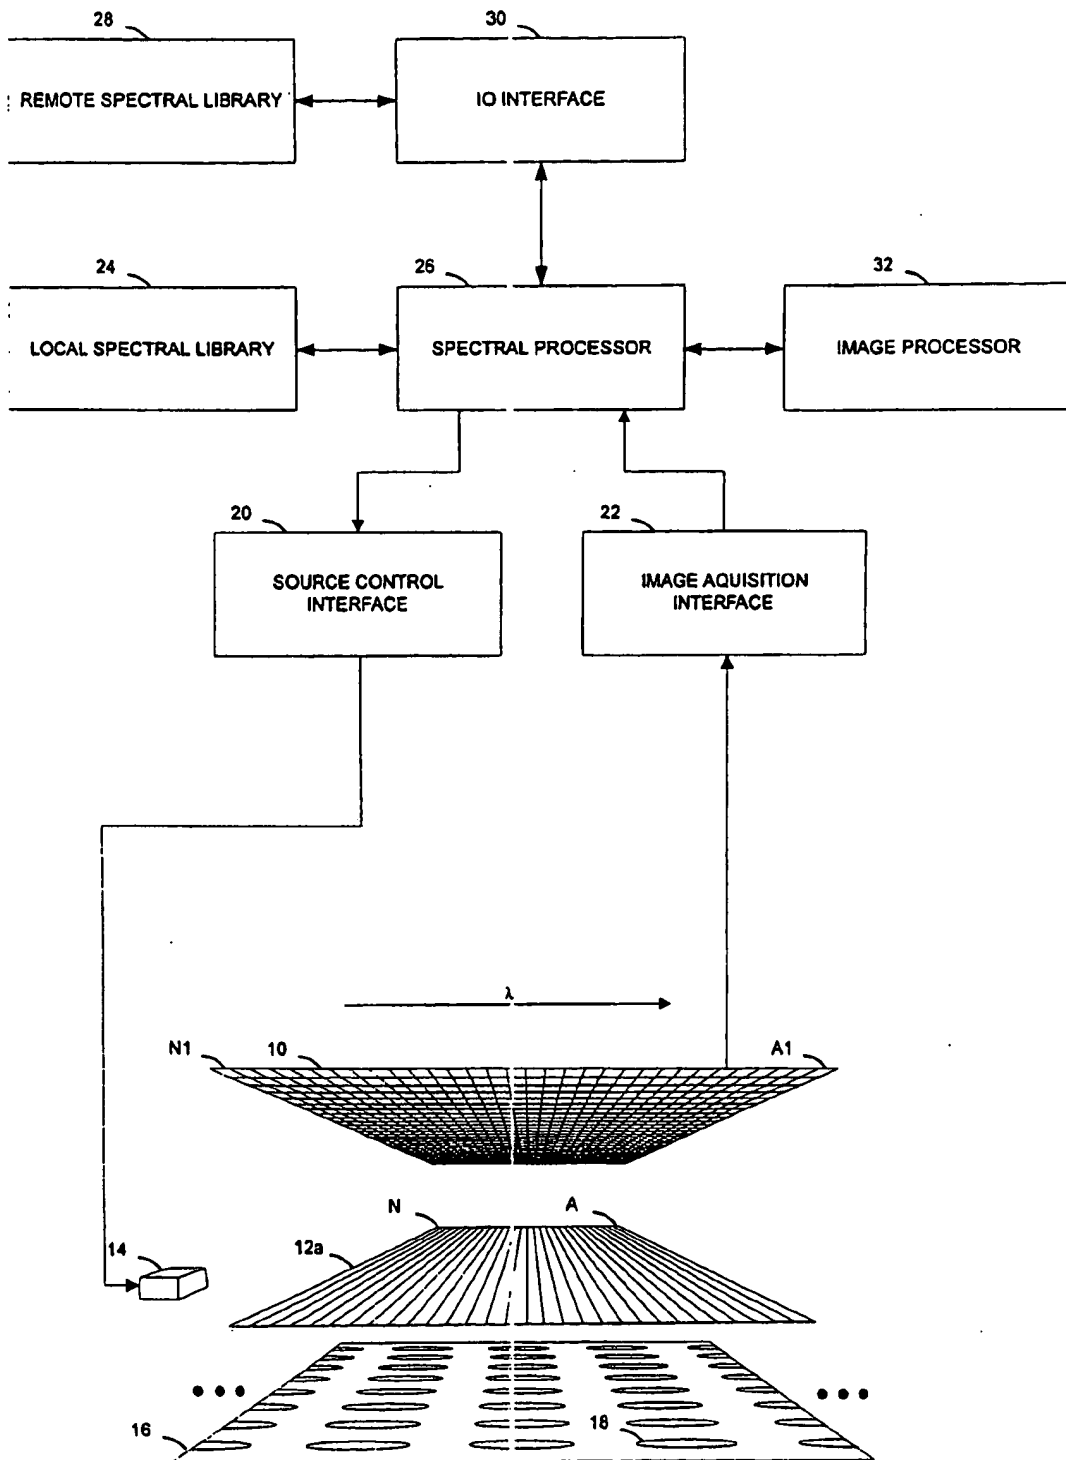 28
30
REMOTE SPECTRAL LIBRARY
IO INTERFACE
24
26
32
LOCAL SPECTRAL LIBRARY
SPECTRAL PROCESSOR
IMAGE PROCESSOR
20
22
SOURCE CONTROL
INTERFACE
IMAGE AQUISITION
INTERFACE
λ
N1
10
A1
N
A
14
12a
18
16